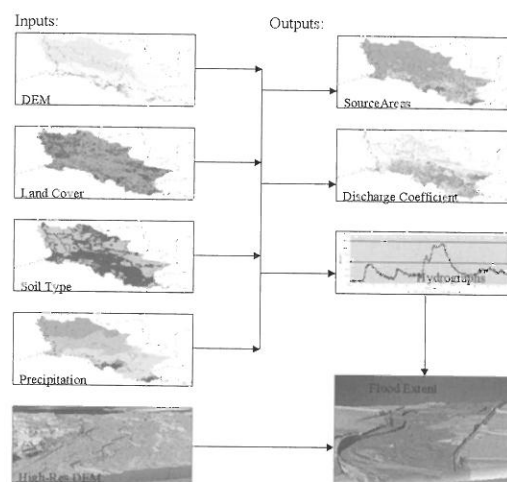 Inputs:
Outputs:
DEM
SourceAreas
Land Cover
Discharge Coefficient
Soil Type
Hydrographs
Precipitation
Flood Extent
High-Res DEM